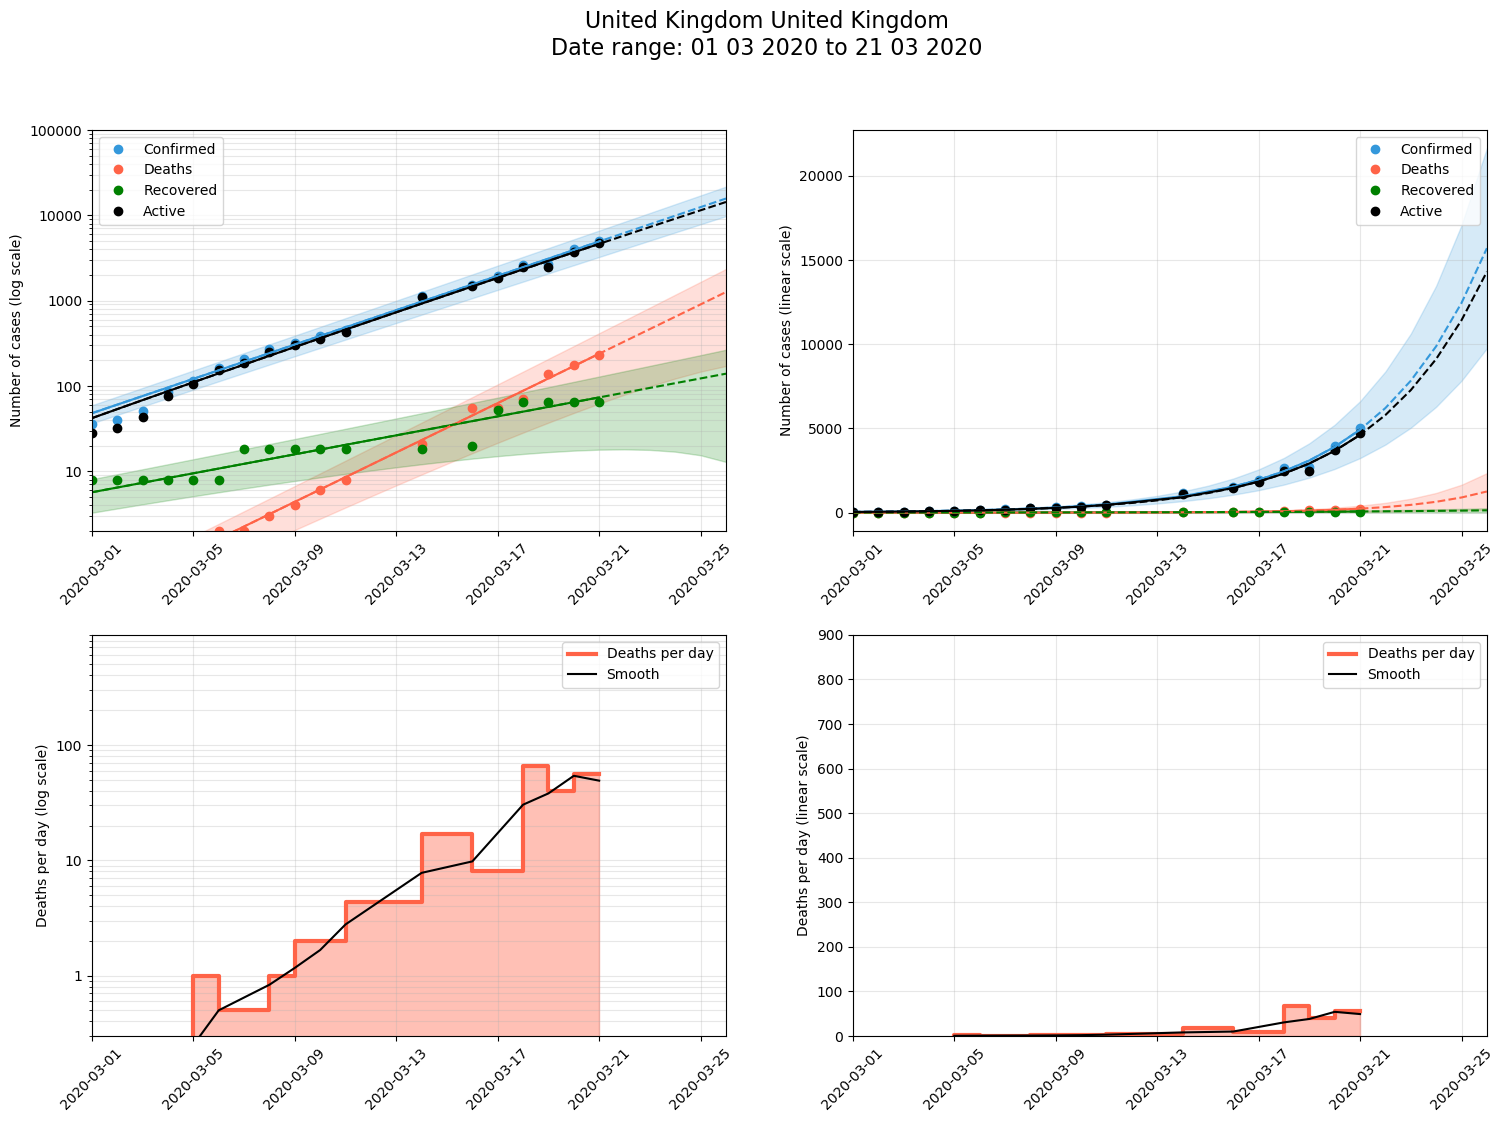 United Kingdom United Kingdom
Date range: 01 03 2020 to 21 03 2020
Number of cases (log scale)
100000
10000
1000
100
10
Confirmed
Deaths
Recovered
Active
2020-03-01
2020-03-05
2020-03-09
2020-03-13
2020-03-17
2020-03-21
2020-03-25
Number of cases (linear scale)
20000
15000
10000
5000
0
Confirmed
Deaths
Recovered
Active
2020-03-01
2020-03-05
2020-03-09
2020-03-13
2020-03-17
2020-03-21
2020-03-25
Deaths per day (log scale)
100
10
1
Deaths per day
Smooth
2020-03-01
2020-03-05
2020-03-09
2020-03-13
2020-03-17
2020-03-21
2020-03-25
Deaths per day (linear scale)
900
800
700
600
500
400
300
200
100
0
Deaths per day
Smooth
2020-03-01
2020-03-05
2020-03-09
2020-03-13
2020-03-17
2020-03-21
2020-03-25